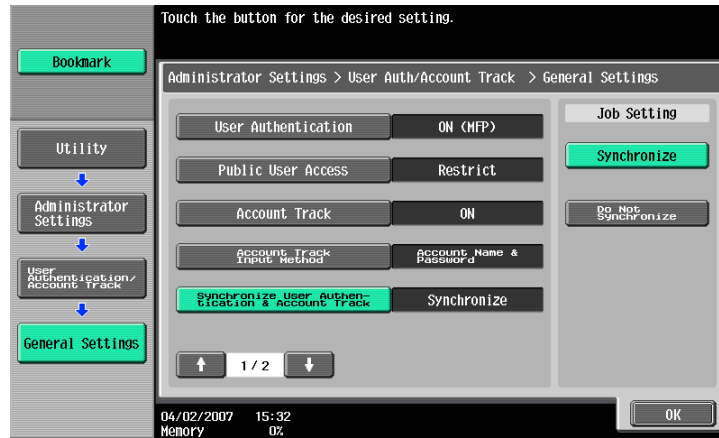 Touch the button for the desired setting.
Bookmark
Administrator Settings > User Auth/Account Track > General Settings
Job Setting
User Authentication
ON (MFP)
Synchronize
Utility
Public User Access
Restrict
Administrator
Settings
Account Track
ON
Do Not
Synchronize
Account Track
Input Method
Account Name &
Password
User
Authentication/
Account Track
Synchronize User Authen-
tication & Account Track
Synchronize
General Settings
1/2
04/02/2007 15:32
Memory 0%
OK